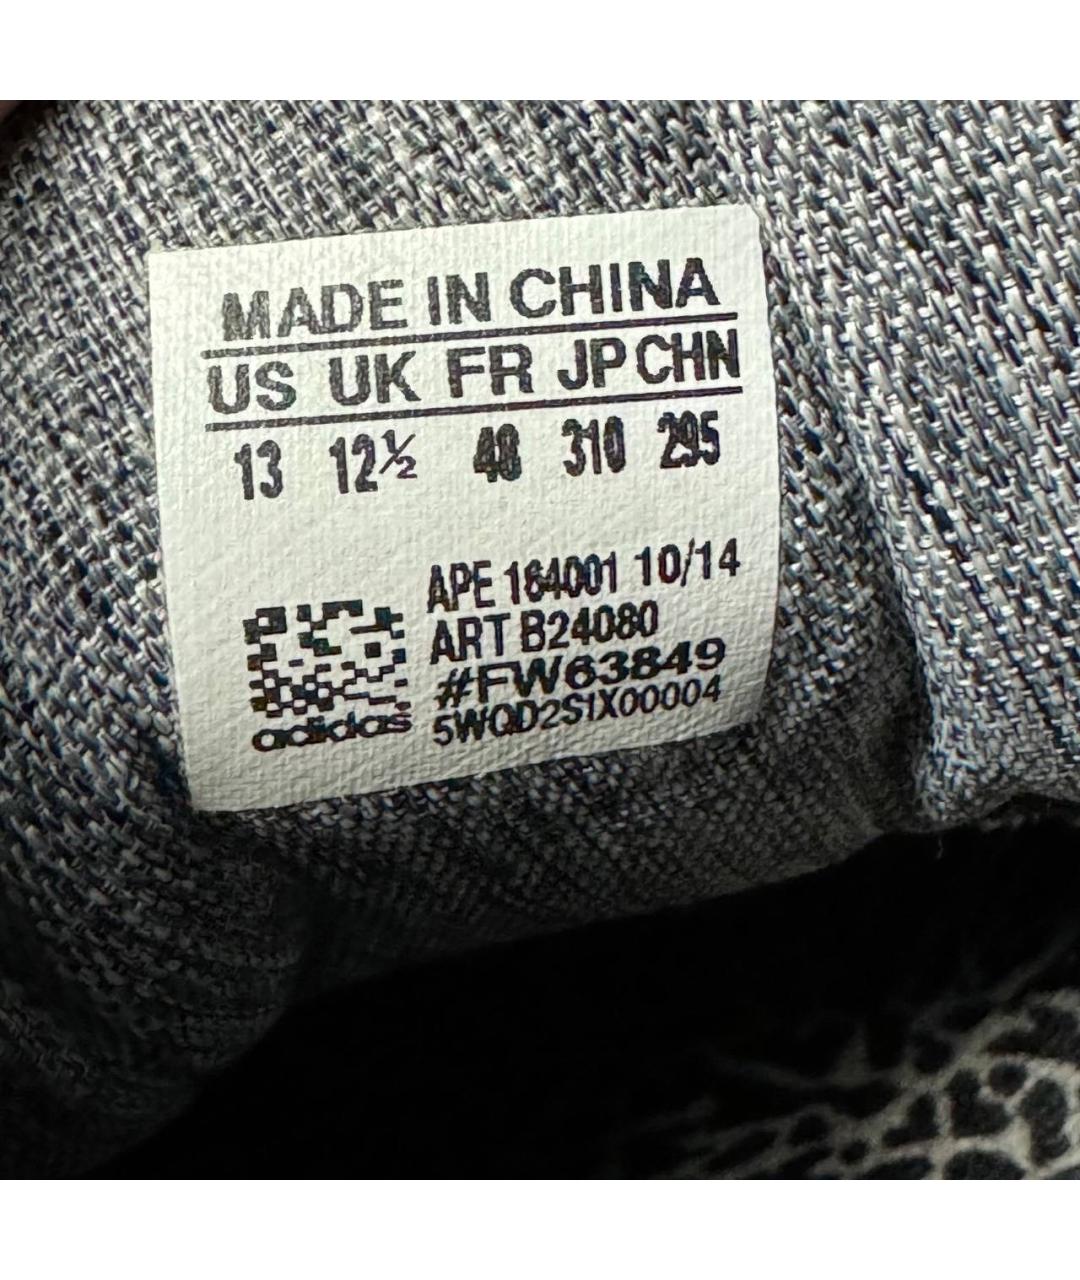 MADE IN CHINA
US UK FR JP CHN
13 12½ 48 310 295
APE 164001 10/14
ART B24080
#FW63849
5WQD2SIX00004
adidas